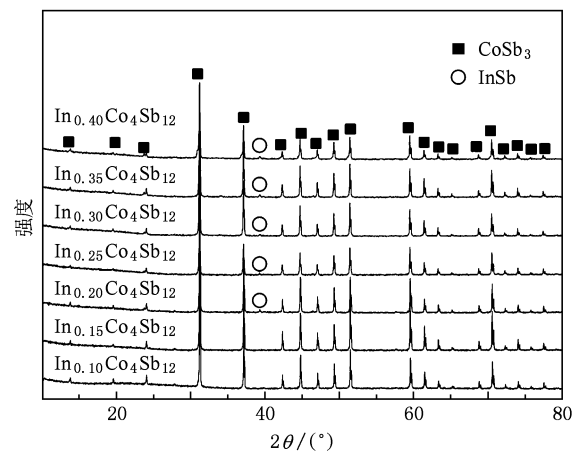 ■ CoSb₃
○ InSb
In₀.₄₀Co₄Sb₁₂
In₀.₃₅Co₄Sb₁₂
In₀.₃₀Co₄Sb₁₂
In₀.₂₅Co₄Sb₁₂
In₀.₂₀Co₄Sb₁₂
In₀.₁₅Co₄Sb₁₂
In₀.₁₀Co₄Sb₁₂
强度
20 40 60 80
2θ/(°)